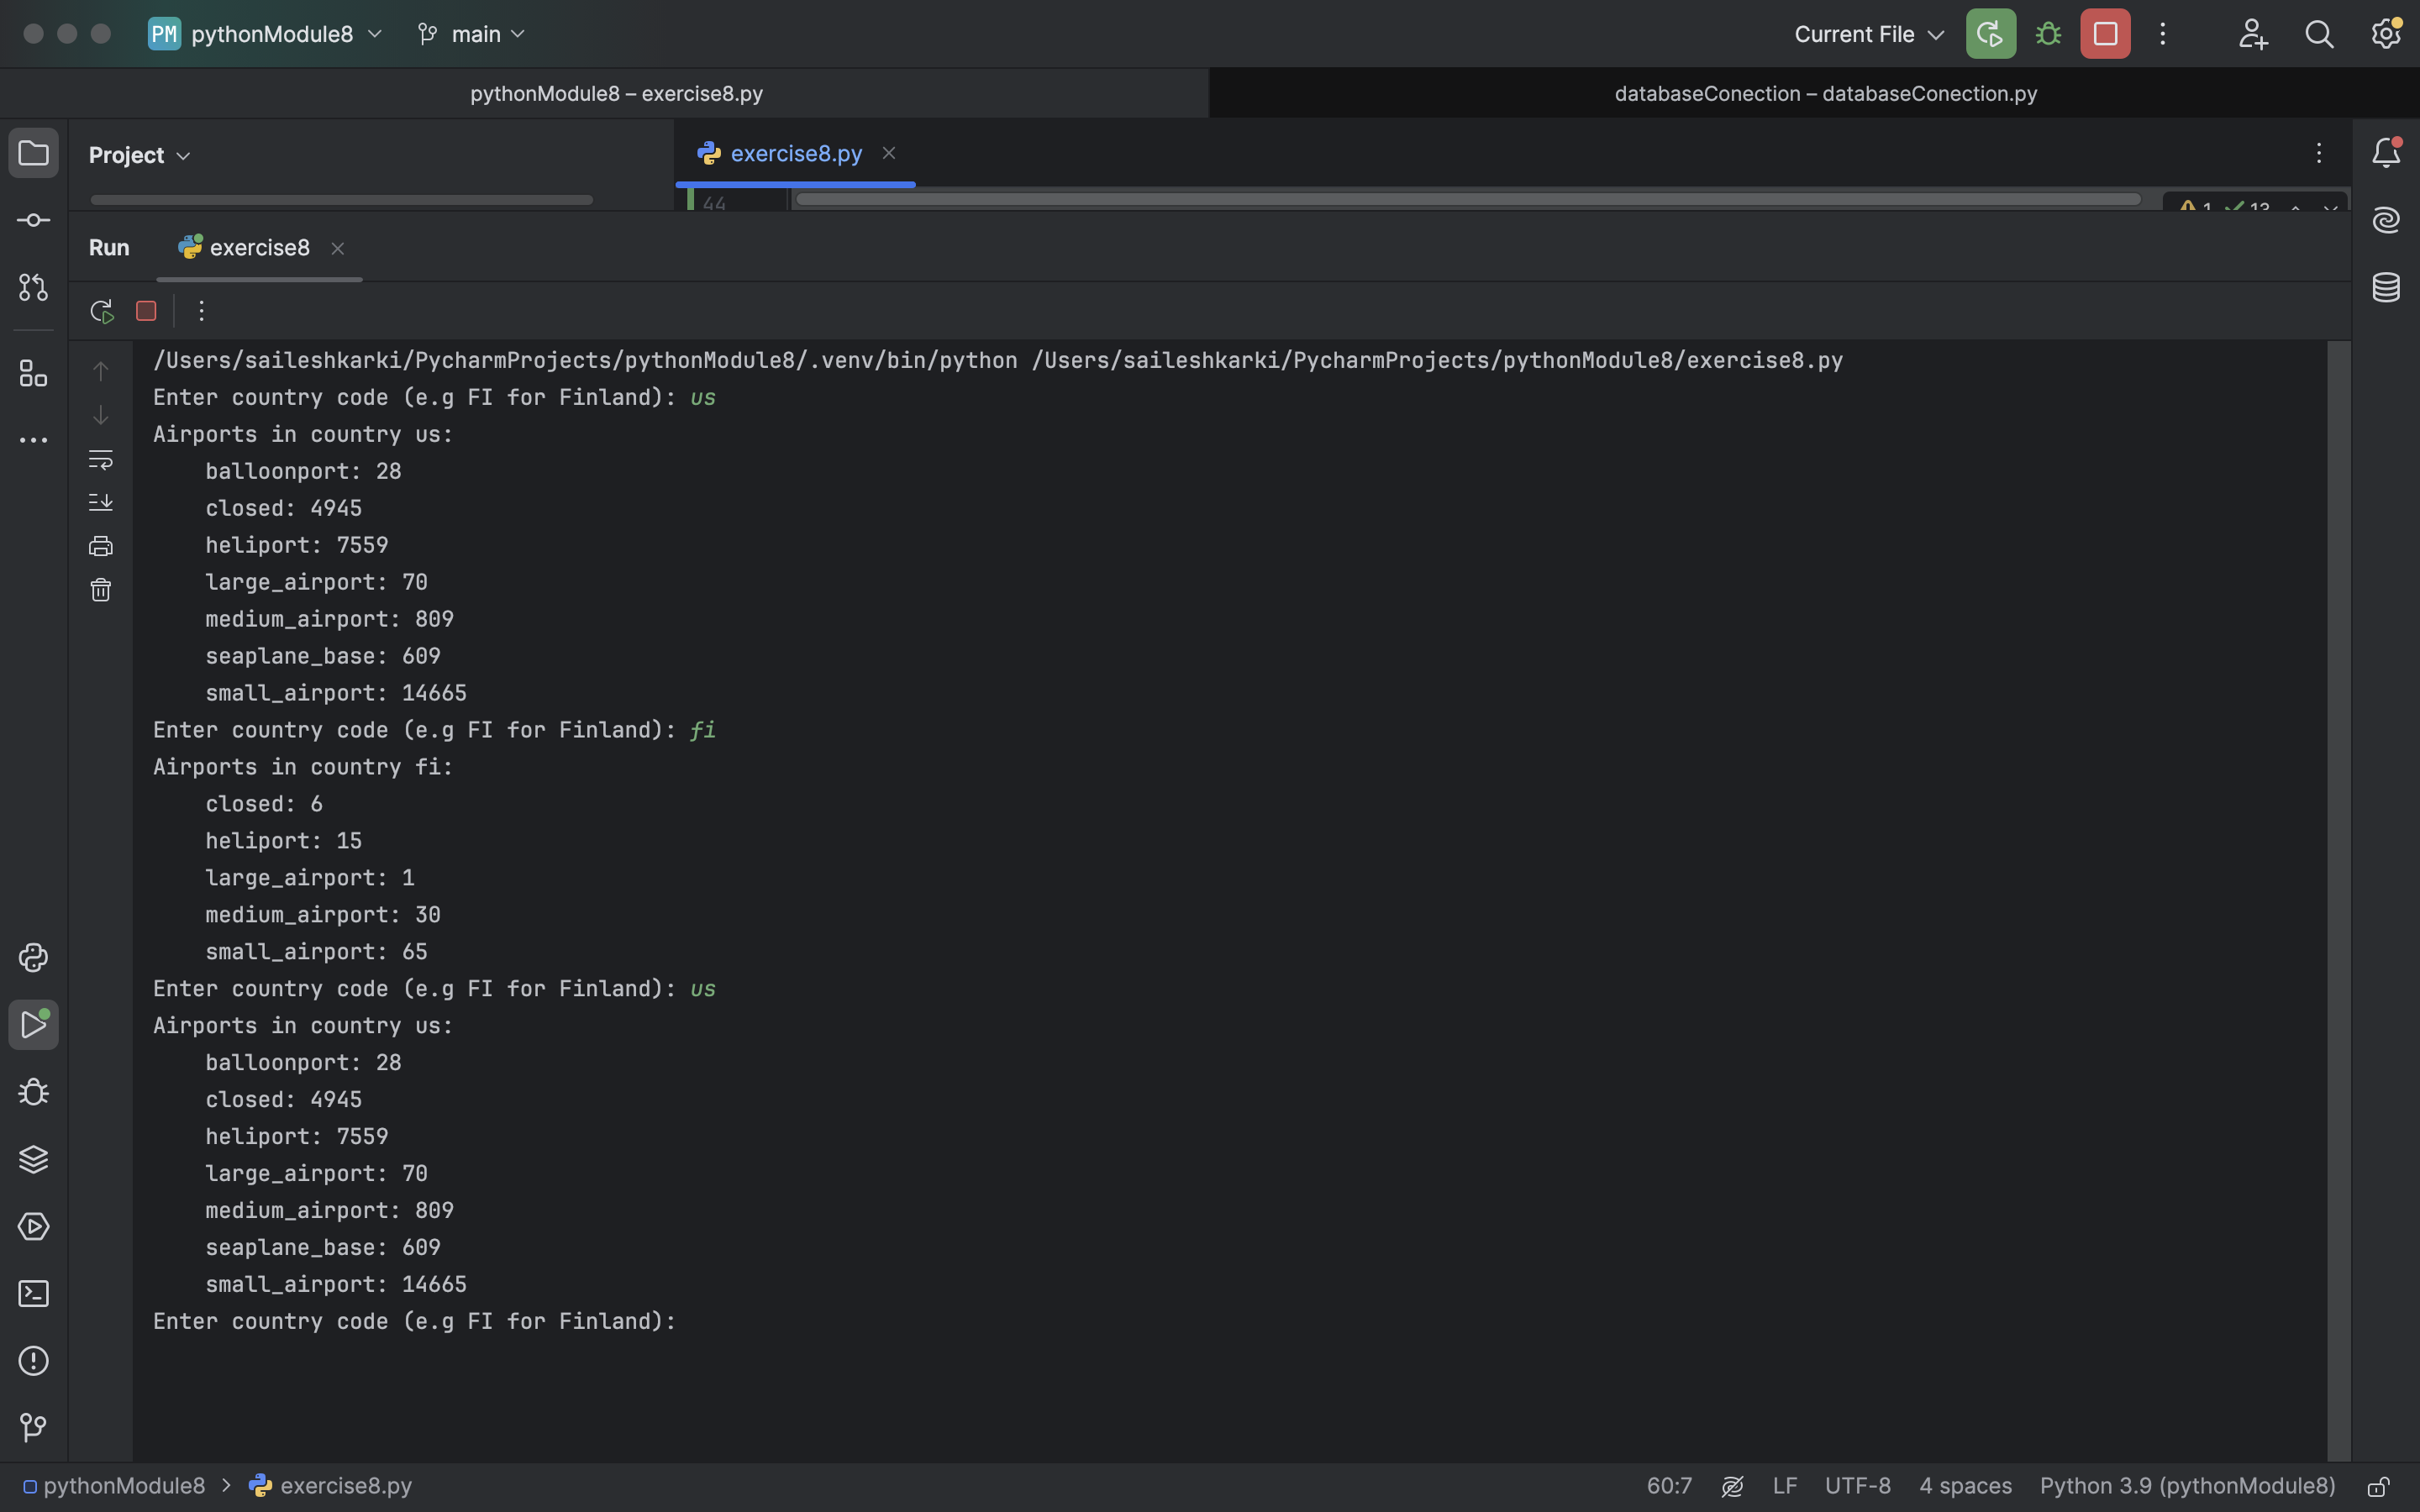 PM pythonModule8 main Current File
pythonModule8 – exercise8.py databaseConection – databaseConection.py
Project exercise8.py
44 1 13
Run exercise8
/Users/saileshkarki/PycharmProjects/pythonModule8/.venv/bin/python /Users/saileshkarki/PycharmProjects/pythonModule8/exercise8.py
Enter country code (e.g FI for Finland): us
Airports in country us:
balloonport: 28
closed: 4945
heliport: 7559
large_airport: 70
medium_airport: 809
seaplane_base: 609
small_airport: 14665
Enter country code (e.g FI for Finland): fi
Airports in country fi:
closed: 6
heliport: 15
large_airport: 1
medium_airport: 30
small_airport: 65
Enter country code (e.g FI for Finland): us
Airports in country us:
balloonport: 28
closed: 4945
heliport: 7559
large_airport: 70
medium_airport: 809
seaplane_base: 609
small_airport: 14665
Enter country code (e.g FI for Finland):
pythonModule8 > exercise8.py 60:7 LF UTF-8 4 spaces Python 3.9 (pythonModule8)